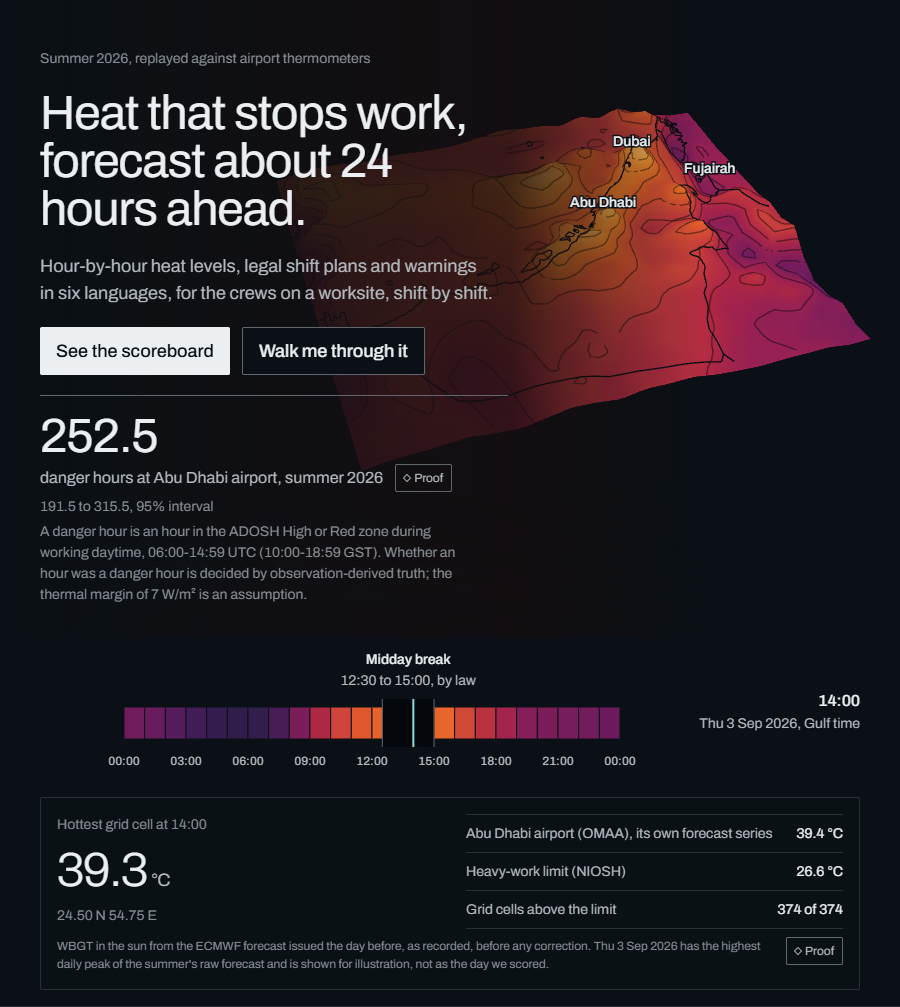 Summer 2026, replayed against airport thermometers
Heat that stops work,
forecast about 24
hours ahead.
Dubai
Fujairah
Abu Dhabi
Hour-by-hour heat levels, legal shift plans and warnings
in six languages, for the crews on a worksite, shift by shift.
See the scoreboard
Walk me through it
252.5
danger hours at Abu Dhabi airport, summer 2026
◇ Proof
191.5 to 315.5, 95% interval
A danger hour is an hour in the ADOSH High or Red zone during
working daytime, 06:00-14:59 UTC (10:00-18:59 GST). Whether an
hour was a danger hour is decided by observation-derived truth; the
thermal margin of 7 W/m² is an assumption.
Midday break
12:30 to 15:00, by law
14:00
Thu 3 Sep 2026, Gulf time
00:00 03:00 06:00 09:00 12:00 15:00 18:00 21:00 00:00
Hottest grid cell at 14:00
39.3 °C
24.50 N 54.75 E
Abu Dhabi airport (OMAA), its own forecast series 39.4 °C
Heavy-work limit (NIOSH) 26.6 °C
Grid cells above the limit 374 of 374
WBGT in the sun from the ECMWF forecast issued the day before, as recorded, before any correction. Thu 3 Sep 2026 has the highest
daily peak of the summer's raw forecast and is shown for illustration, not as the day we scored.
◇ Proof